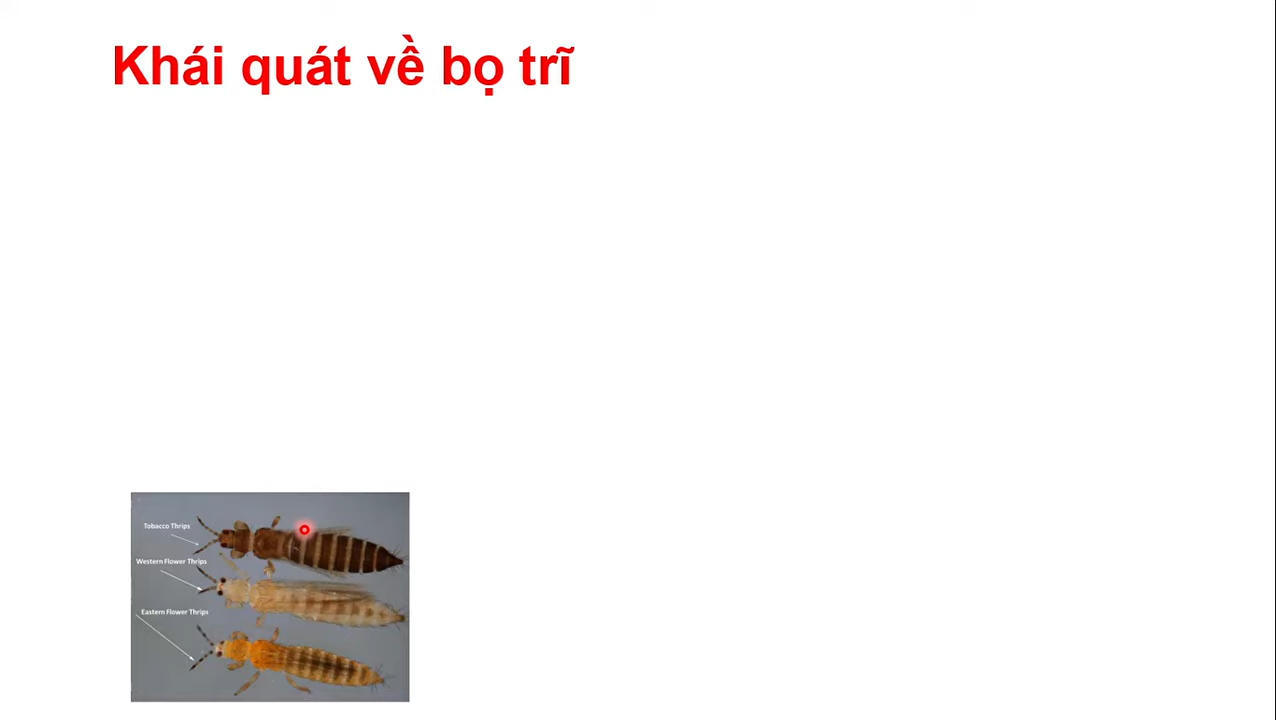 Khái quát về bọ trĩ
Tobacco Thrips
Western Flower Thrips
Eastern Flower Thrips